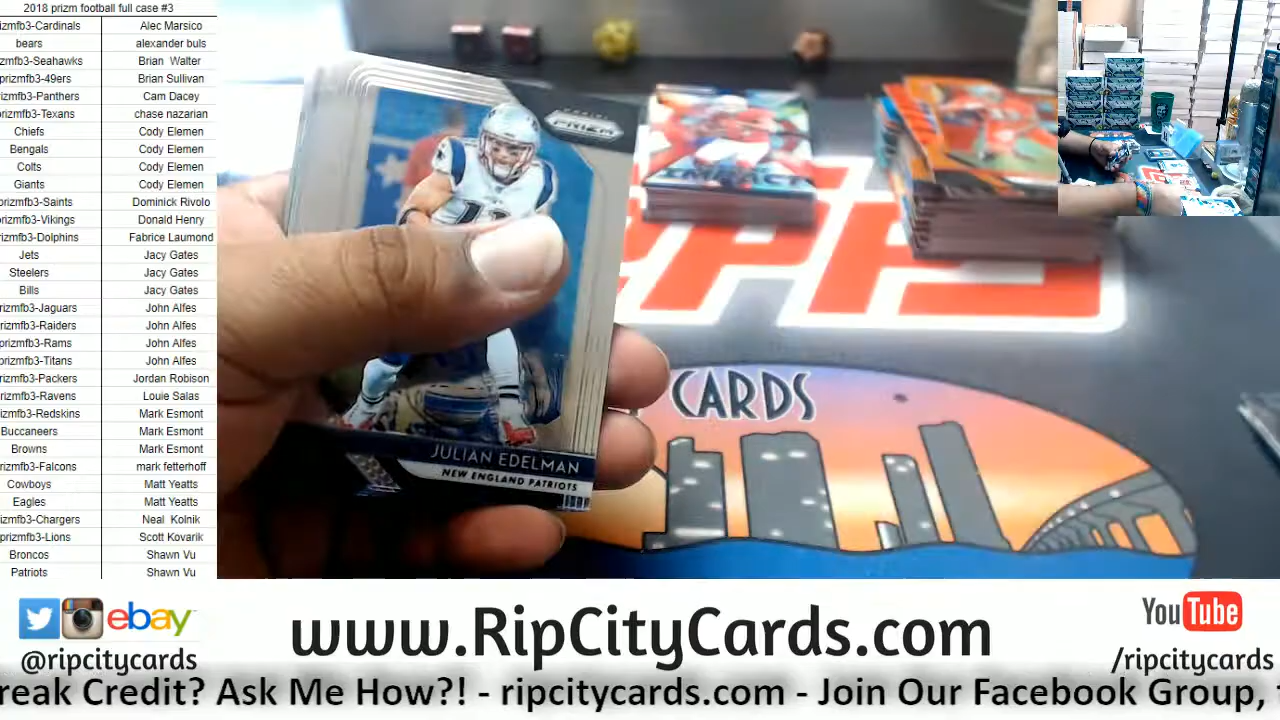 2018 prizm football full case #3
izmfb3-Cardinals Alec Marsico
bears alexander buls
zmfb3-Seahawks Brian Walter
prizmfb3-49ers Brian Sullivan
rizmfb3-Panthers Cam Dacey
prizmfb3-Texans chase nazarian
Chiefs Cody Elemen
Bengals Cody Elemen
Colts Cody Elemen
Giants Cody Elemen
prizmfb3-Saints Dominick Rivolo
rizmfb3-Vikings Donald Henry
rizmfb3-Dolphins Fabrice Laumond
Jets Jacy Gates
Steelers Jacy Gates
Bills Jacy Gates
rizmfb3-Jaguars John Alfes
rizmfb3-Raiders John Alfes
prizmfb3-Rams John Alfes
prizmfb3-Titans John Alfes
rizmfb3-Packers Jordan Robison
rizmfb3-Ravens Louie Salas
izmfb3-Redskins Mark Esmont
Buccaneers Mark Esmont
Browns Mark Esmont
rizmfb3-Falcons mark fetterhoff
Cowboys Matt Yeatts
Eagles Matt Yeatts
izmfb3-Chargers Neal Kolnik
prizmfb3-Lions Scott Kovarik
Broncos Shawn Vu
Patriots Shawn Vu
PRIZM
JULIAN EDELMAN
NEW ENGLAND PATRIOTS
CARDS
ebay
@ripcitycards
www.RipCityCards.com
YouTube
/ripcitycards
reak Credit? Ask Me How?! - ripcitycards.com - Join Our Facebook Group,